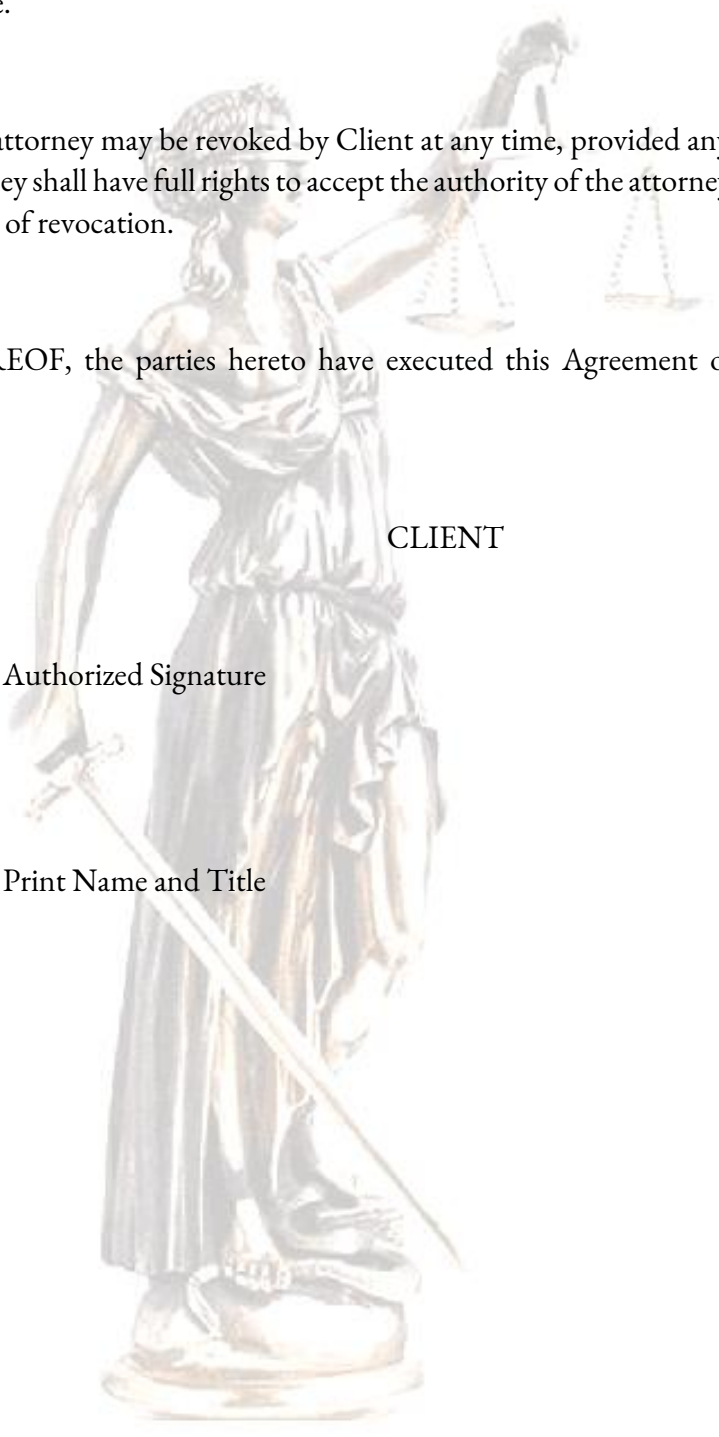 e.
attorney may be revoked by Client at any time, provided any
ey shall have full rights to accept the authority of the attorney
of revocation.
REOF, the parties hereto have executed this Agreement o
CLIENT
Authorized Signature
Print Name and Title